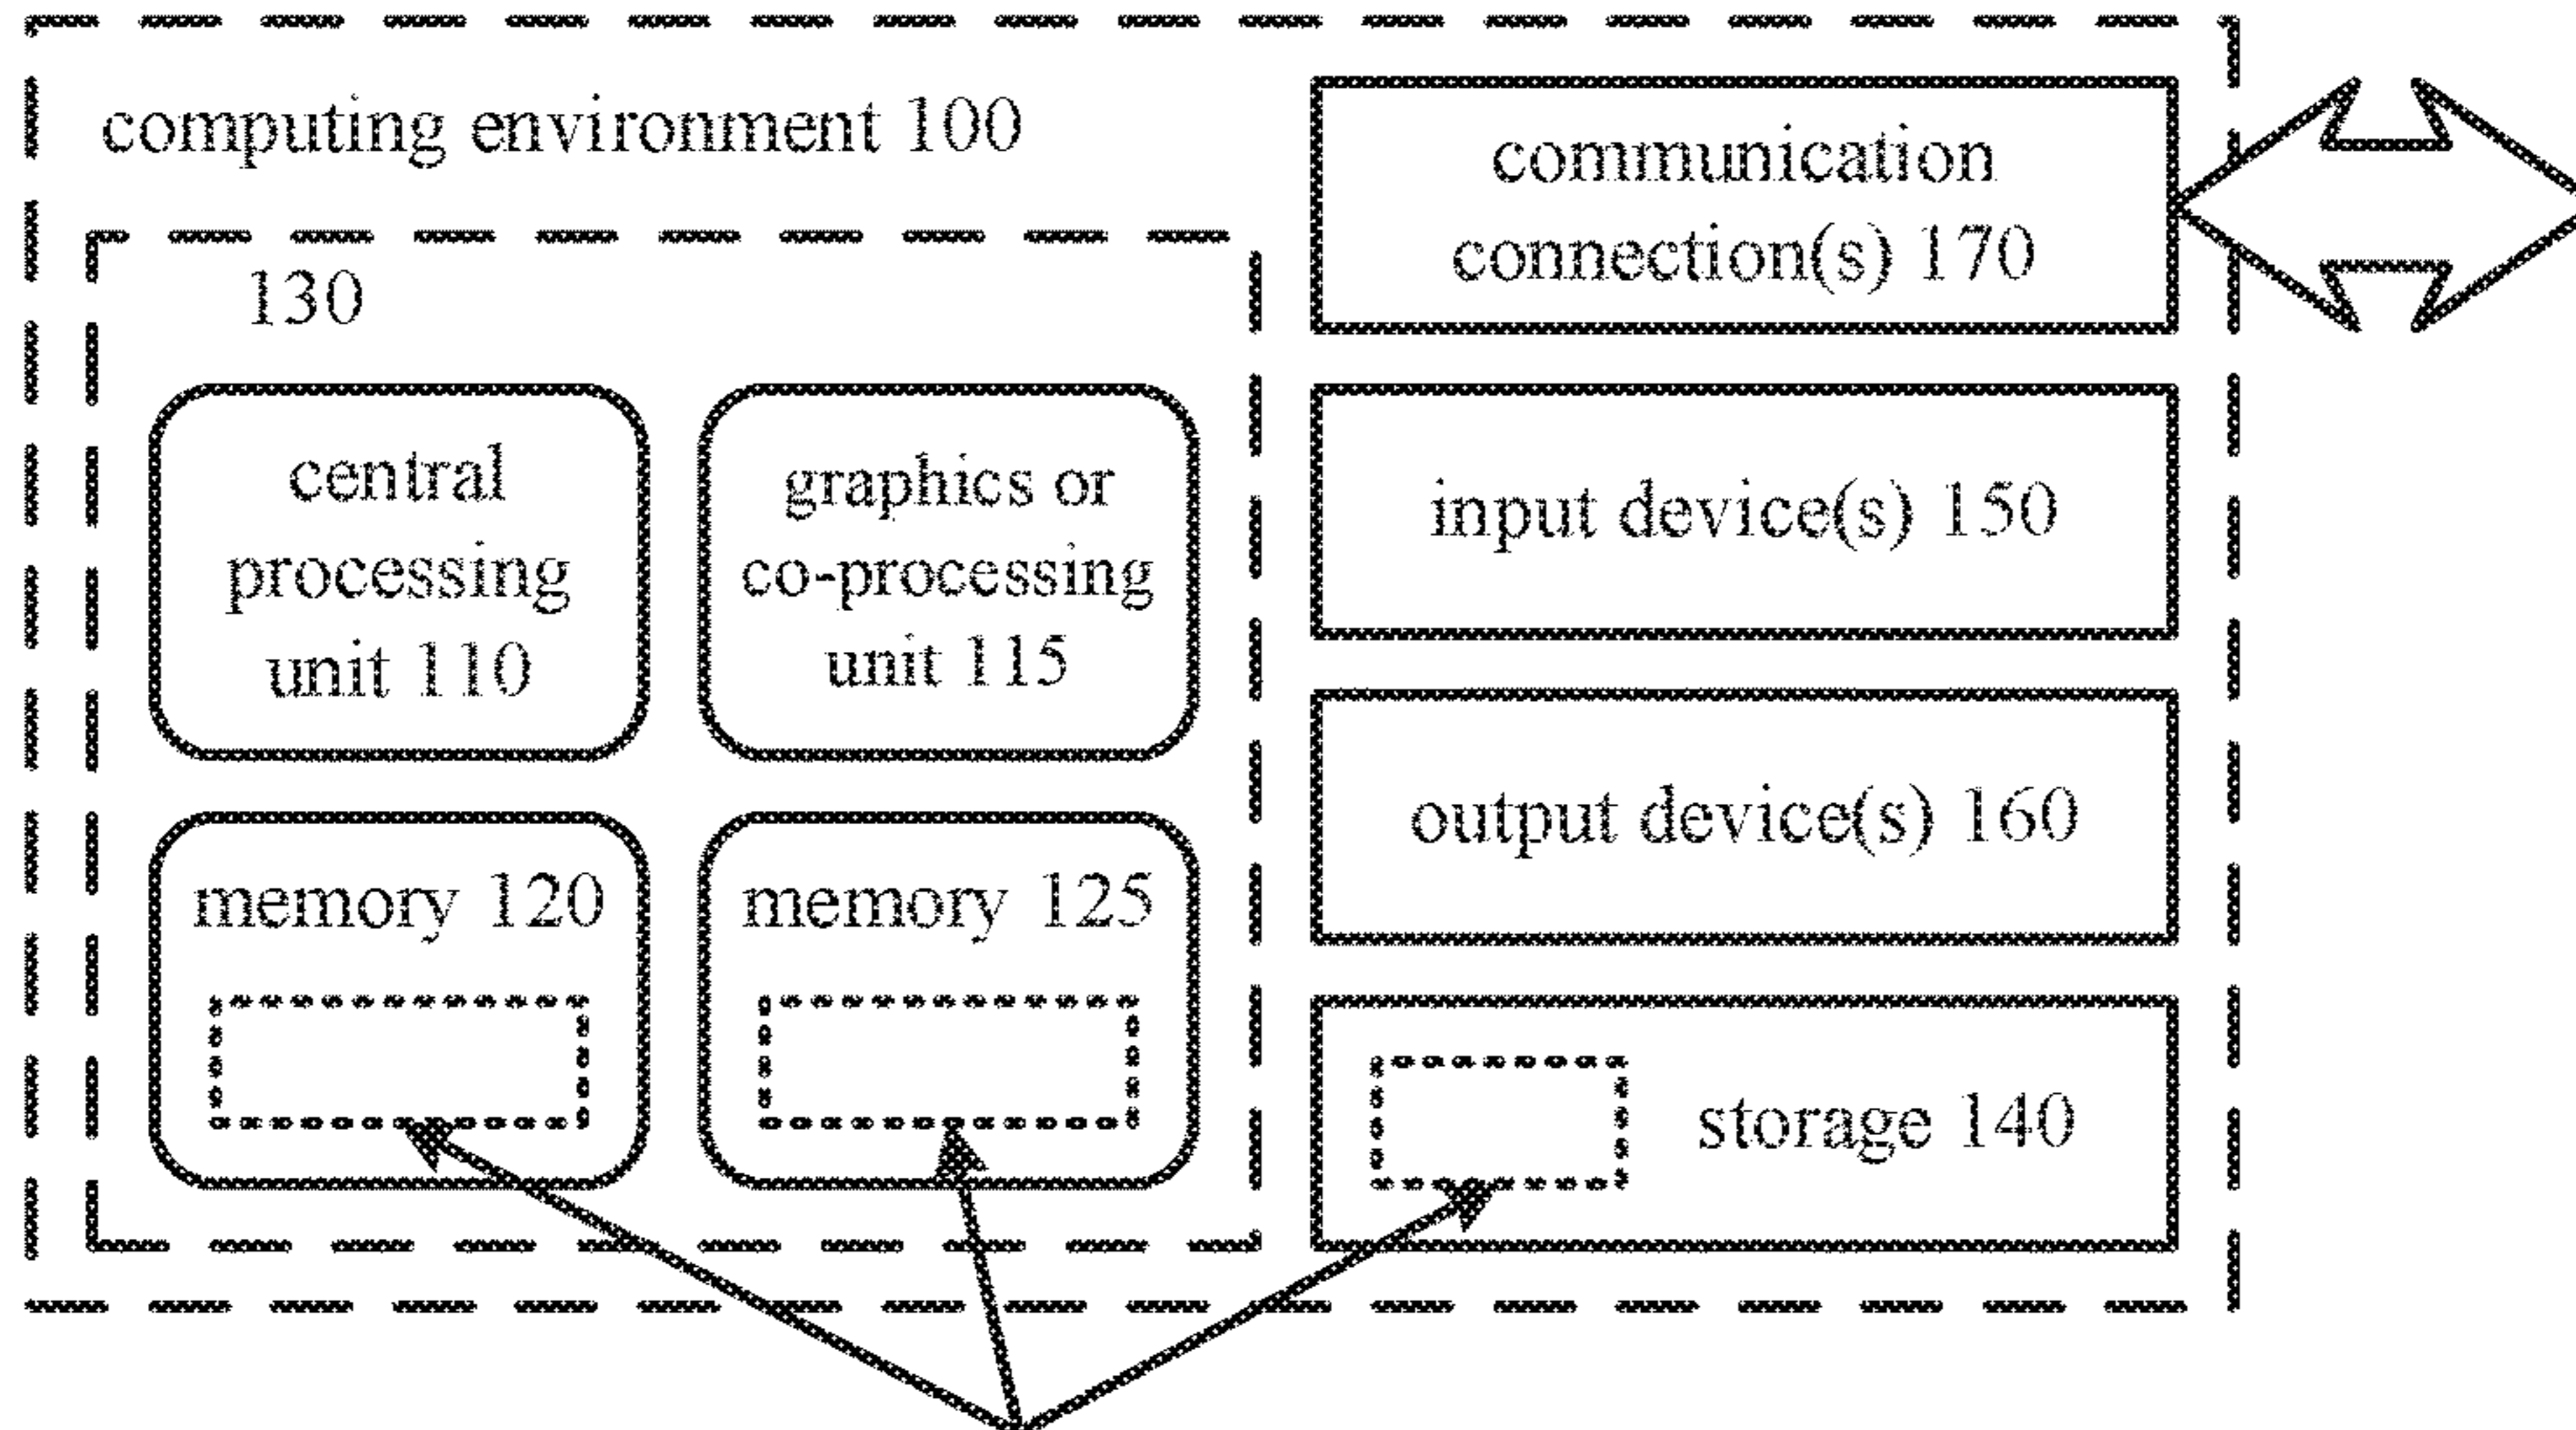 computing environment 100
130
central
processing
unit 110
graphics or
co-processing
unit 115
memory 120
memory 125
communication
connection(s) 170
input device(s) 150
output device(s) 160
storage 140